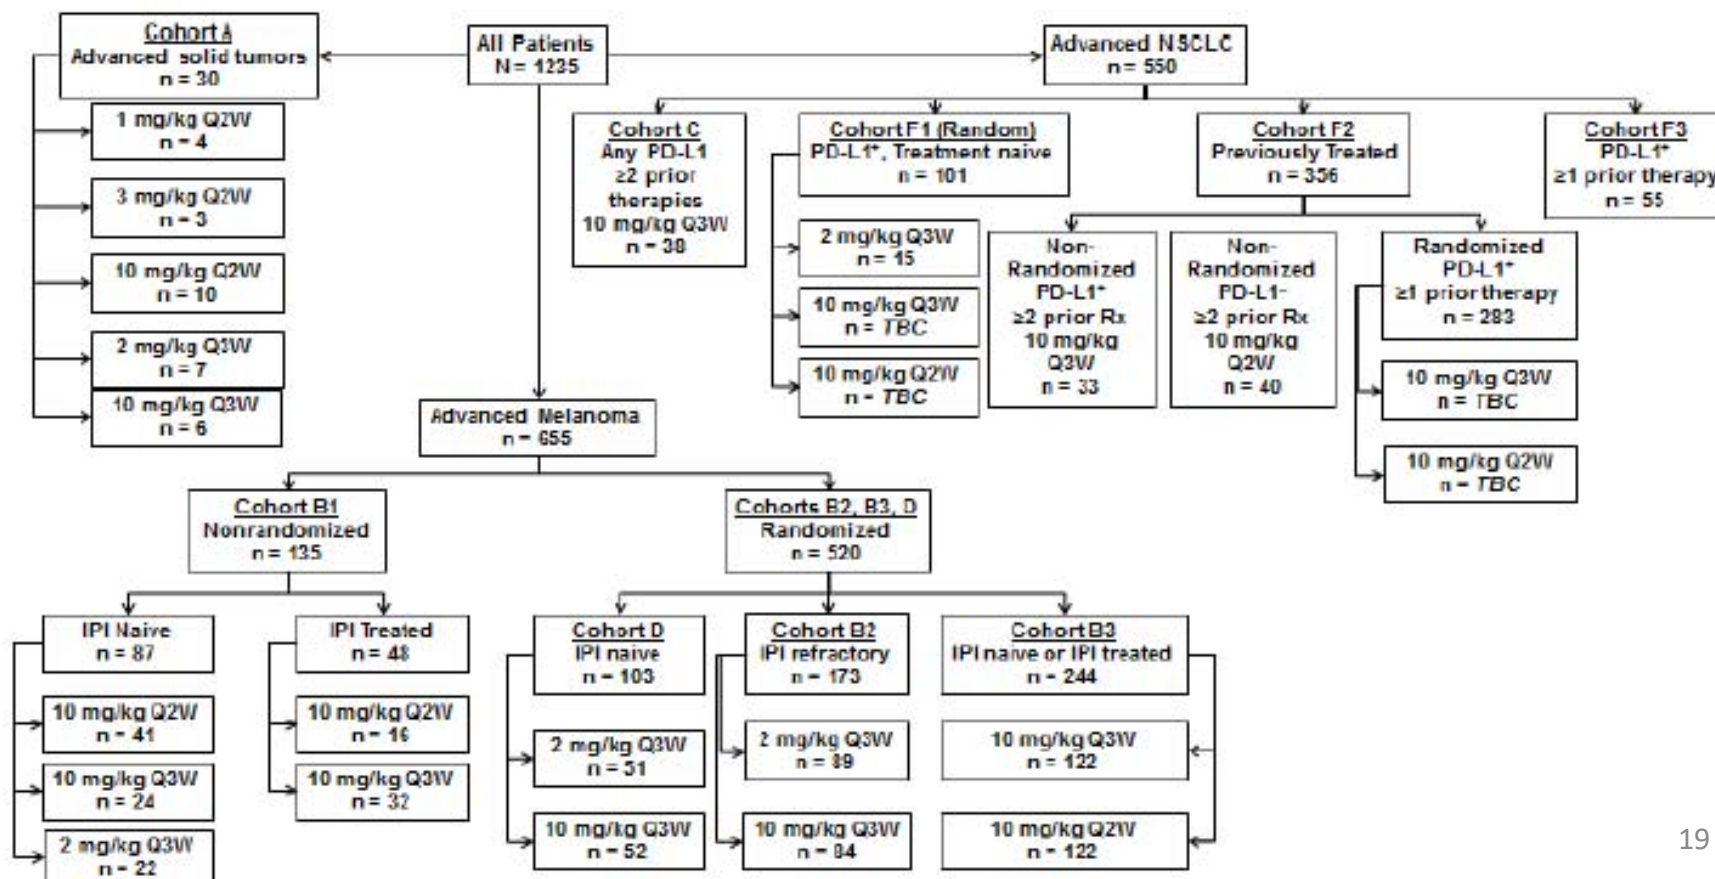 Cohort A
Advanced solid tumors
n = 30
All Patients
N = 1235
Advanced NSCLC
n = 550
1 mg/kg Q2W
n = 4
3 mg/kg Q2W
n = 3
10 mg/kg Q2W
n = 10
2 mg/kg Q3W
n = 7
10 mg/kg Q3W
n = 6
Cohort C
Any PD-L1
≥2 prior
therapies
10 mg/kg Q3W
n = 38
Cohort F1 (Random)
PD-L1⁺, Treatment naive
n = 101
2 mg/kg Q3W
n = 15
10 mg/kg Q3W
n = TBC
10 mg/kg Q2W
n = TBC
Cohort F2
Previously Treated
n = 356
Non-
Randomized
PD-L1⁺
≥2 prior Rx
10 mg/kg
Q3W
n = 33
Non-
Randomized
PD-L1⁻
≥2 prior Rx
10 mg/kg
Q2W
n = 40
Randomized
PD-L1⁺
≥1 prior therapy
n = 283
10 mg/kg Q3W
n = TBC
10 mg/kg Q2W
n = TBC
Cohort F3
PD-L1⁺
≥1 prior therapy
n = 55
Advanced Melanoma
n = 655
Cohort B1
Nonrandomized
n = 135
Cohorts B2, B3, D
Randomized
n = 520
IPI Naive
n = 87
10 mg/kg Q2W
n = 41
10 mg/kg Q3W
n = 24
2 mg/kg Q3W
n = 22
IPI Treated
n = 48
10 mg/kg Q2W
n = 16
10 mg/kg Q3W
n = 32
Cohort D
IPI naive
n = 103
2 mg/kg Q3W
n = 51
10 mg/kg Q3W
n = 52
Cohort B2
IPI refractory
n = 173
2 mg/kg Q3W
n = 89
10 mg/kg Q3W
n = 84
Cohort B3
IPI naive or IPI treated
n = 244
10 mg/kg Q3W
n = 122
10 mg/kg Q2W
n = 122
19